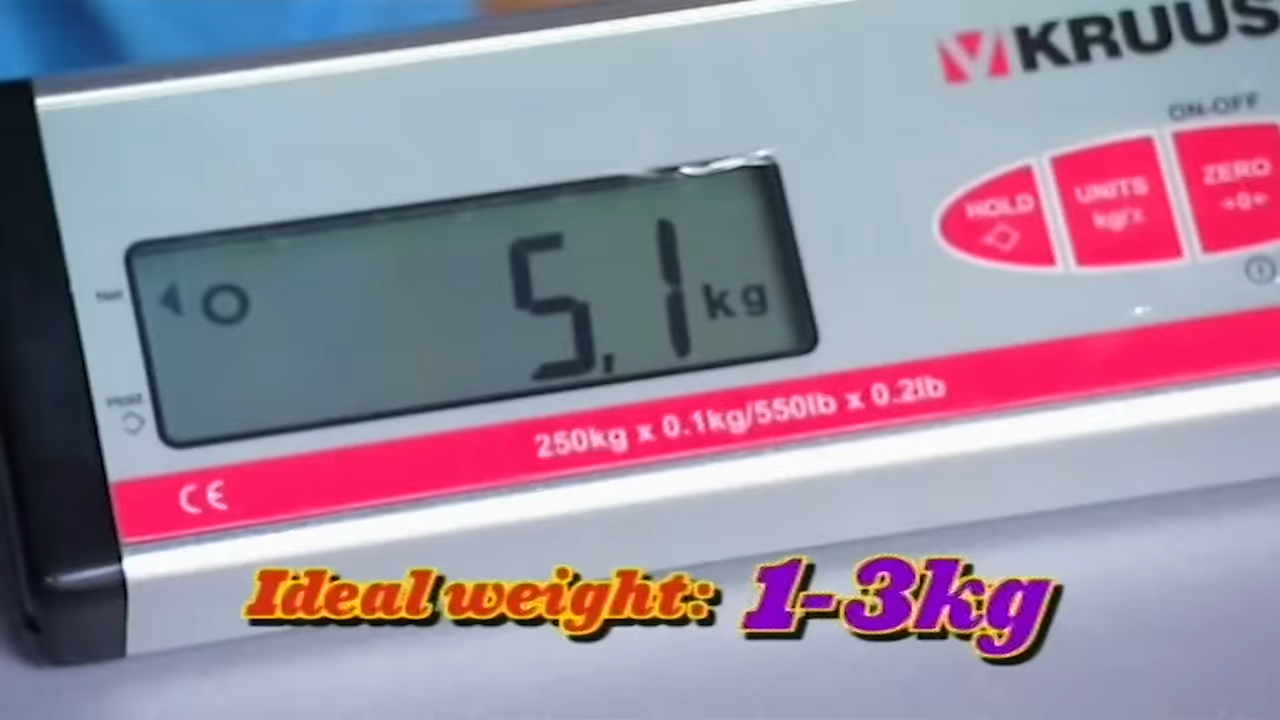 KRUUS
ON-OFF
HOLD
UNITS
kg/
ZERO
→0←
5,1 kg
250kg x 0.1kg/550lb x 0.2lb
CE
Ideal weight: 1-3kg